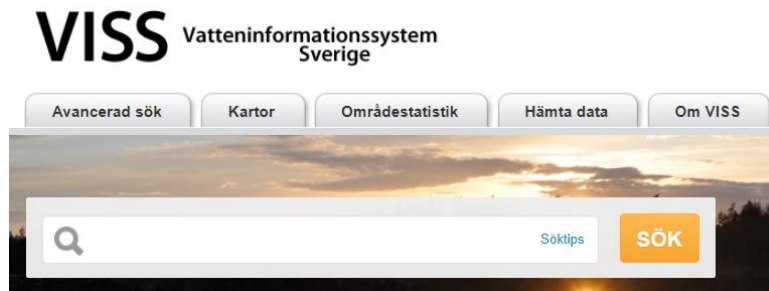 VISS Vatteninformationssystem
Sverige
Avancerad sök Kartor Områdestatistik Hämta data Om VISS
Söktips SÖK